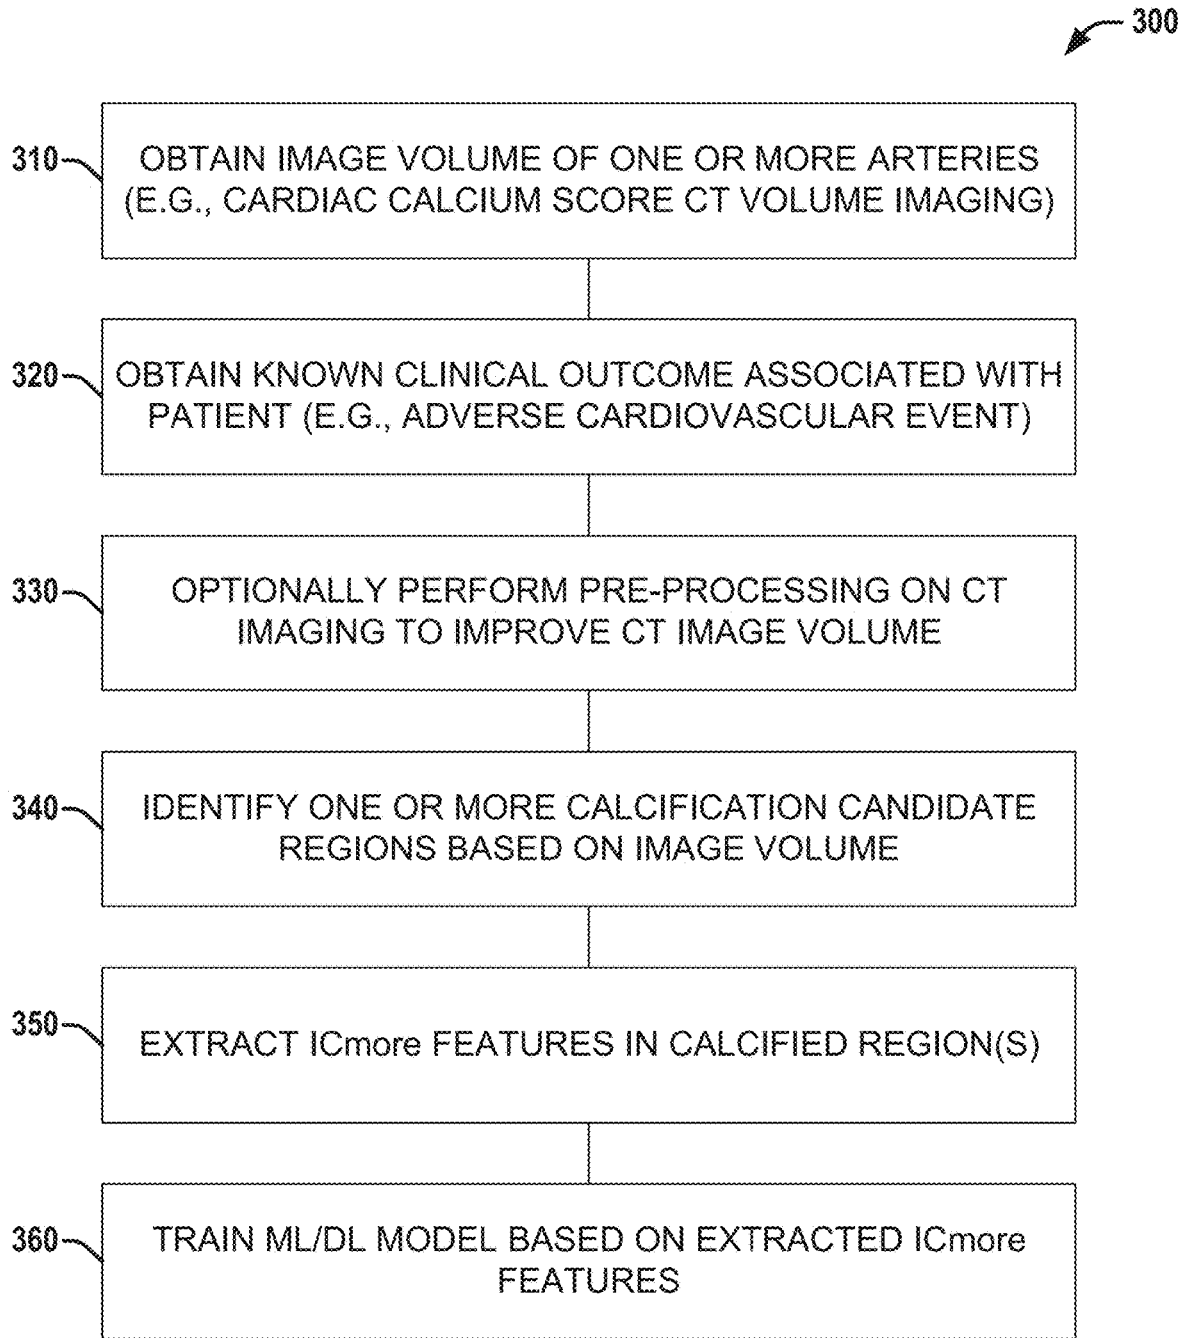 300
310
OBTAIN IMAGE VOLUME OF ONE OR MORE ARTERIES
(E.G., CARDIAC CALCIUM SCORE CT VOLUME IMAGING)
320
OBTAIN KNOWN CLINICAL OUTCOME ASSOCIATED WITH
PATIENT (E.G., ADVERSE CARDIOVASCULAR EVENT)
330
OPTIONALLY PERFORM PRE-PROCESSING ON CT
IMAGING TO IMPROVE CT IMAGE VOLUME
340
IDENTIFY ONE OR MORE CALCIFICATION CANDIDATE
REGIONS BASED ON IMAGE VOLUME
350
EXTRACT ICmore FEATURES IN CALCIFIED REGION(S)
360
TRAIN ML/DL MODEL BASED ON EXTRACTED ICmore
FEATURES